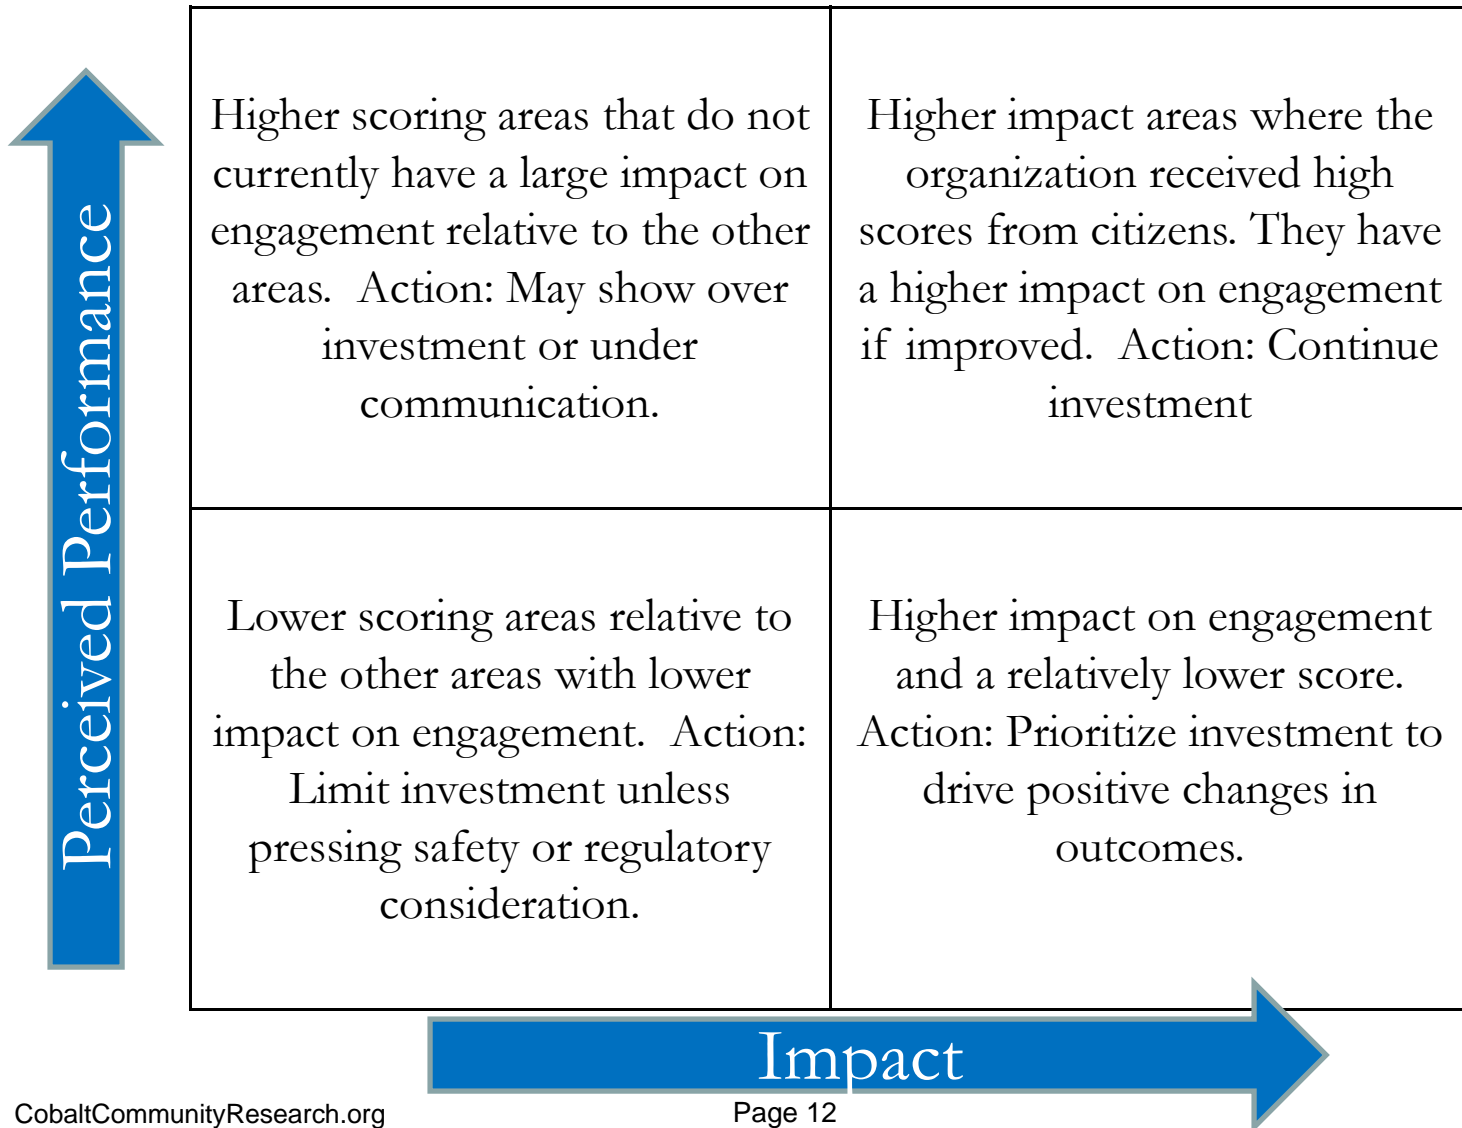 Perceived Performance
Higher scoring areas that do not
currently have a large impact on
engagement relative to the other
areas.  Action: May show over
investment or under
communication.
Higher impact areas where the
organization received high
scores from citizens. They have
a higher impact on engagement
if improved.  Action: Continue
investment
Lower scoring areas relative to
the other areas with lower
impact on engagement.  Action:
Limit investment unless
pressing safety or regulatory
consideration.
Higher impact on engagement
and a relatively lower score.
Action: Prioritize investment to
drive positive changes in
outcomes.
Impact
CobaltCommunityResearch.org
Page 12